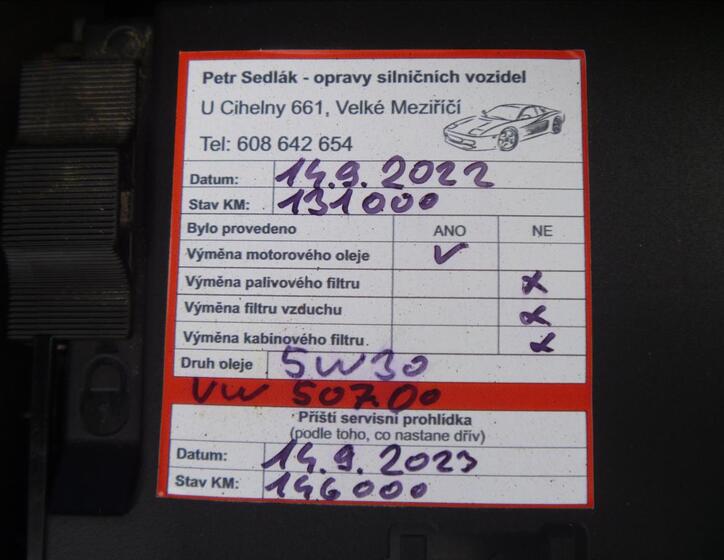 Petr Sedlák - opravy silničních vozidel
U Cihelny 661, Velké Meziříčí
Tel: 608 642 654
Datum: 14.9.2022
Stav KM: 131000
Bylo provedeno ANO NE
Výměna motorového oleje V
Výměna palivového filtru x
Výměna filtru vzduchu x
Výměna kabinového filtru x
Druh oleje 5W30
VW 507.00
Příští servisní prohlídka
(podle toho, co nastane dřív)
Datum: 14.9.2023
Stav KM: 146000